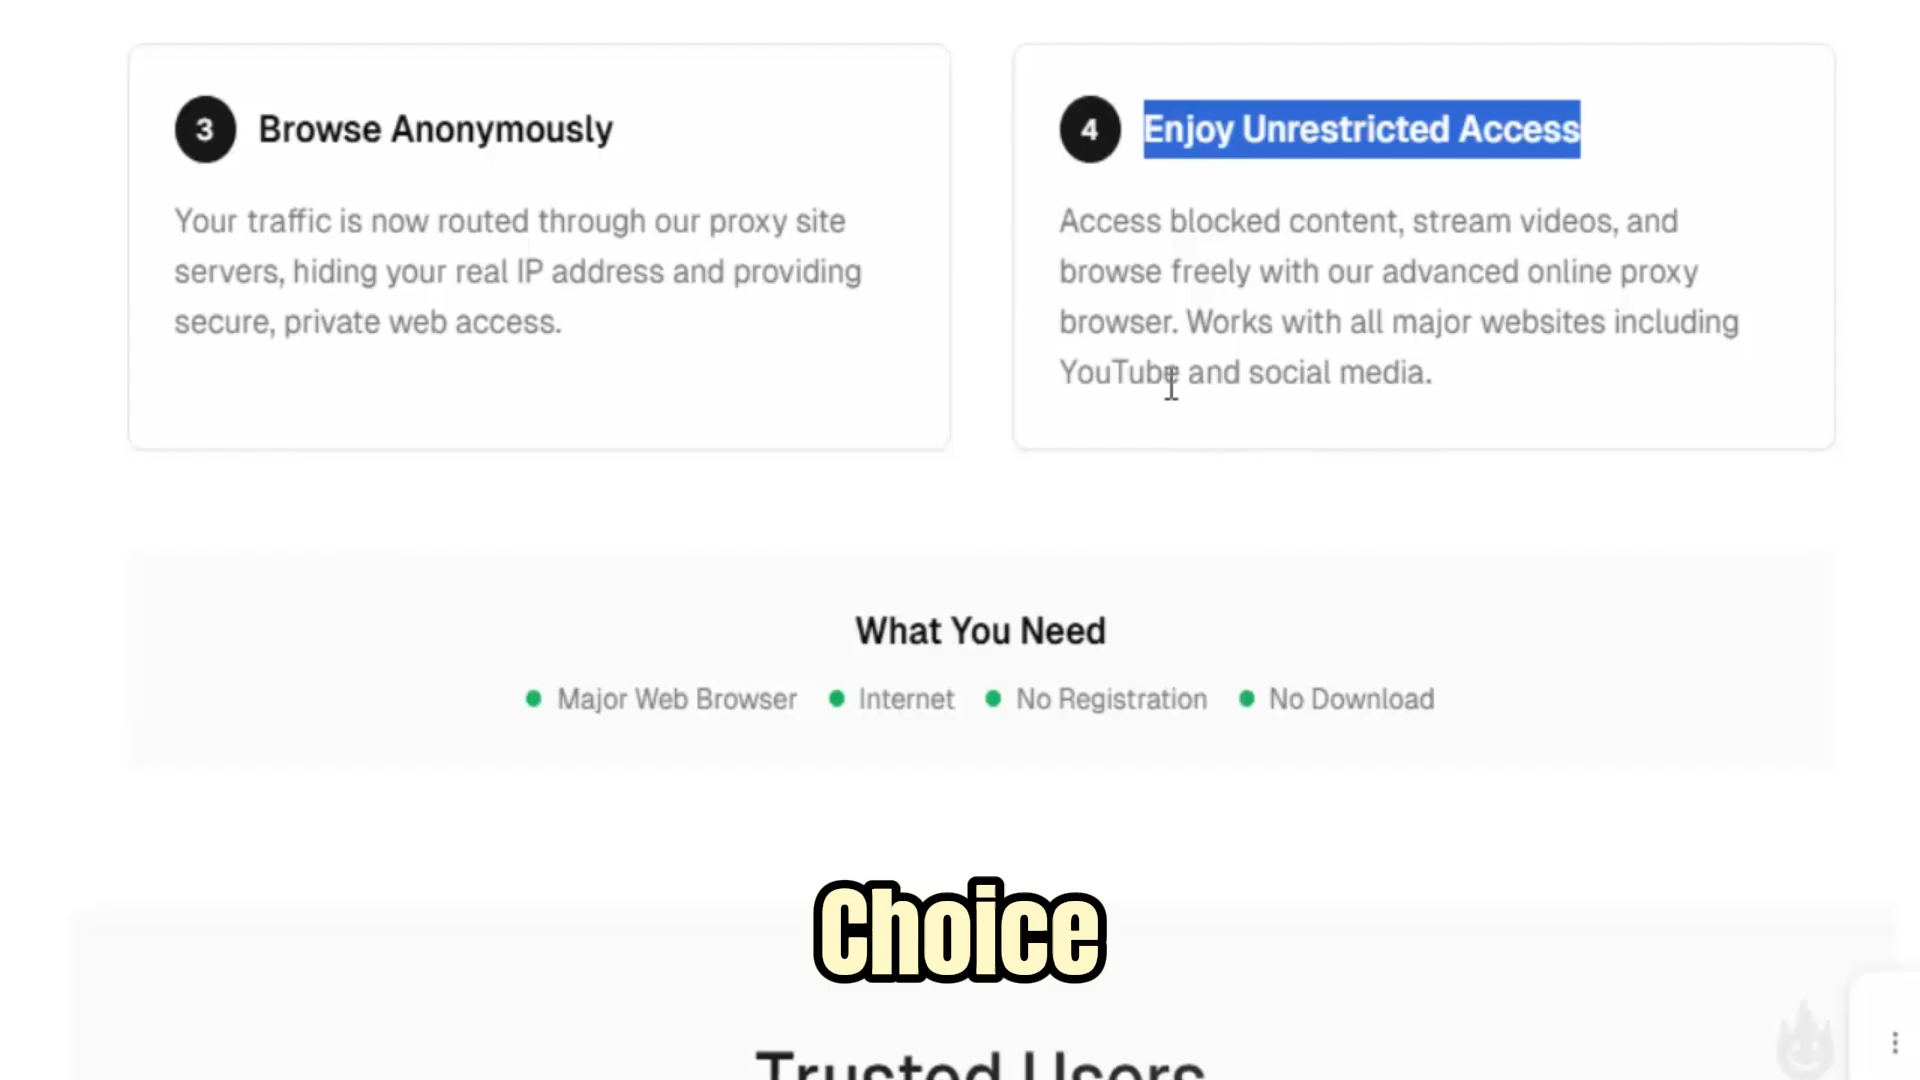 3 Browse Anonymously
Your traffic is now routed through our proxy site
servers, hiding your real IP address and providing
secure, private web access.
4 Enjoy Unrestricted Access
Access blocked content, stream videos, and
browse freely with our advanced online proxy
browser. Works with all major websites including
YouTube and social media.
What You Need
Major Web Browser Internet No Registration No Download
Choice
Trusted Users